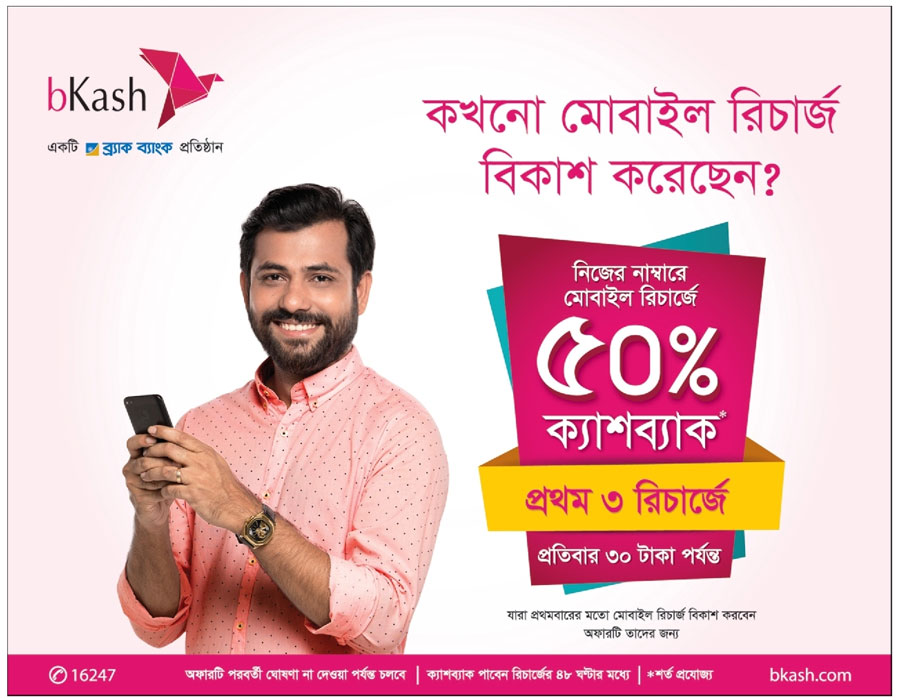 bKash
একটি ব্র্যাক ব্যাংক প্রতিষ্ঠান
কখনো মোবাইল রিচার্জ
বিকাশ করেছেন?
নিজের নাম্বারে
মোবাইল রিচার্জে
৫০%
ক্যাশব্যাক*
প্রথম ৩ রিচার্জে
প্রতিবার ৩০ টাকা পর্যন্ত
যারা প্রথমবারের মতো মোবাইল রিচার্জ বিকাশ করবেন
অফারটি তাদের জন্য
16247 অফারটি পরবর্তী ঘোষণা না দেওয়া পর্যন্ত চলবে | ক্যাশব্যাক পাবেন রিচার্জের ৪৮ ঘণ্টার মধ্যে | *শর্ত প্রযোজ্য bkash.com